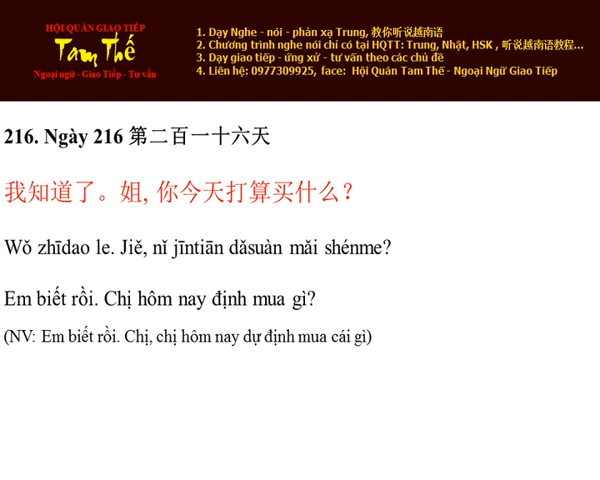 HỘI QUÁN GIAO TIẾP
Tam Thế
Ngoại ngữ - Giao Tiếp - Tư vấn
1. Dạy Nghe - nói - phản xạ Trung, 教你听说越南语
2. Chương trình nghe nói chỉ có tại HQTT: Trung, Nhật, HSK , 听说越南语教程...
3. Dạy giao tiếp - ứng xử - tư vấn theo các chủ đề
4. Liên hệ: 0977309925, face: Hội Quán Tam Thế - Ngoại Ngữ Giao Tiếp
216. Ngày 216 第二百一十六天
我知道了。姐, 你今天打算买什么？
Wǒ zhīdao le. Jiě, nǐ jīntiān dǎsuàn mǎi shénme?
Em biết rồi. Chị hôm nay định mua gì?
(NV: Em biết rồi. Chị, chị hôm nay dự định mua cái gì)